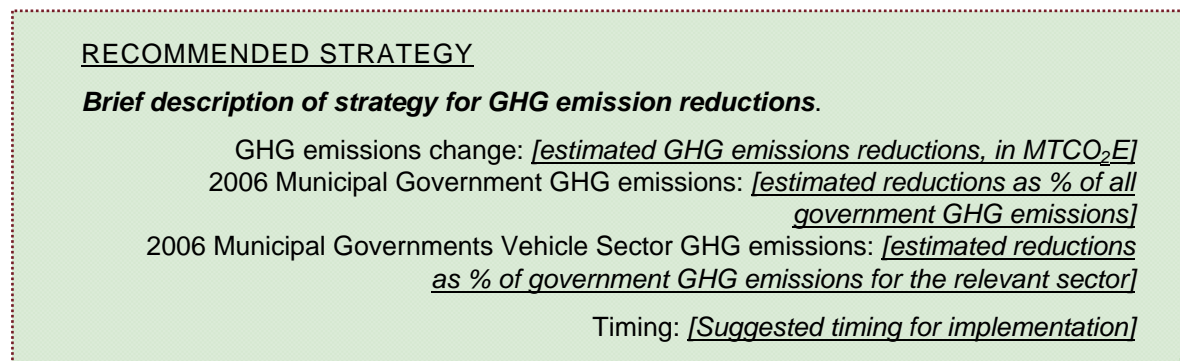 RECOMMENDED STRATEGY
Brief description of strategy for GHG emission reductions.
GHG emissions change: [estimated GHG emissions reductions, in MTCO₂E]
2006 Municipal Government GHG emissions: [estimated reductions as % of all
government GHG emissions]
2006 Municipal Governments Vehicle Sector GHG emissions: [estimated reductions
as % of government GHG emissions for the relevant sector]
Timing: [Suggested timing for implementation]